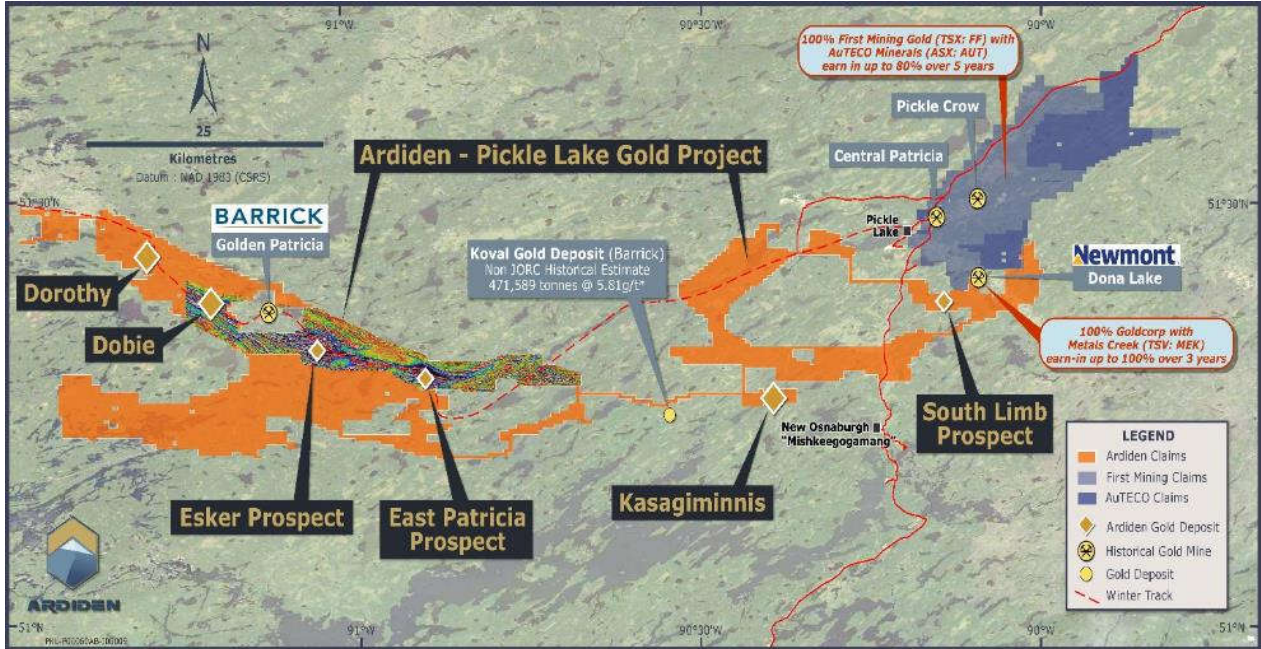 91°W
90°30'W
90°W
N
25
Kilometres
Datum : NAD 1983 (CSRS)
100% First Mining Gold (TSX: FF) with
AuTECO Minerals (ASX: AUT)
earn in up to 80% over 5 years
Pickle Crow
Central Patricia
Ardiden - Pickle Lake Gold Project
51°30'N
51°30'N
BARRICK
Golden Patricia
Koval Gold Deposit (Barrick)
Non JORC Historical Estimate
471,589 tonnes @ 5.81g/t*
Pickle
Lake
Newmont
Dona Lake
Dorothy
Dobie
100% Goldcorp with
Metals Creek (TSV: MEK)
earn-in up to 100% over 3 years
South Limb
Prospect
New Osnaburgh
"Mishkeegogamang"
Kasagiminnis
Esker Prospect
East Patricia
Prospect
LEGEND
Ardiden Claims
First Mining Claims
AuTECO Claims
Ardiden Gold Deposit
Historical Gold Mine
Gold Deposit
Winter Track
ARDIDEN
51°N
91°W
90°30'W
90°W
51°N